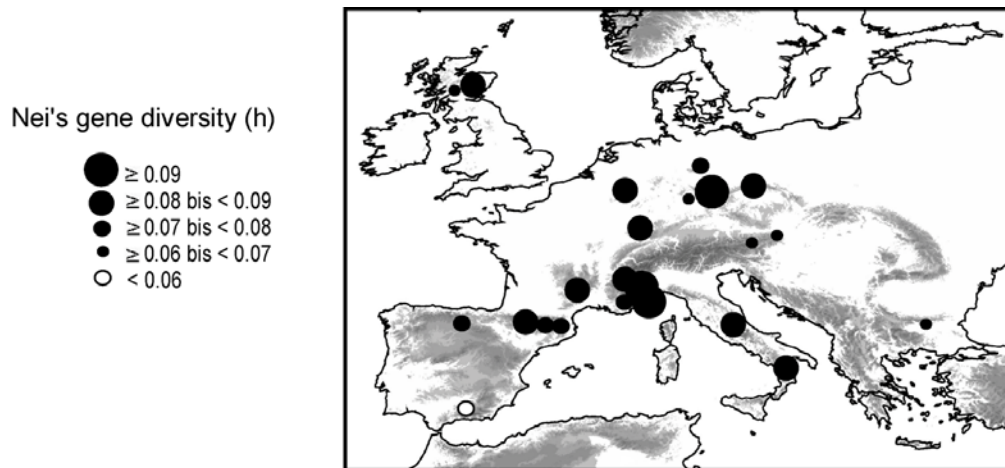 Nei's gene diversity (h)
≥ 0.09
≥ 0.08 bis < 0.09
≥ 0.07 bis < 0.08
≥ 0.06 bis < 0.07
< 0.06